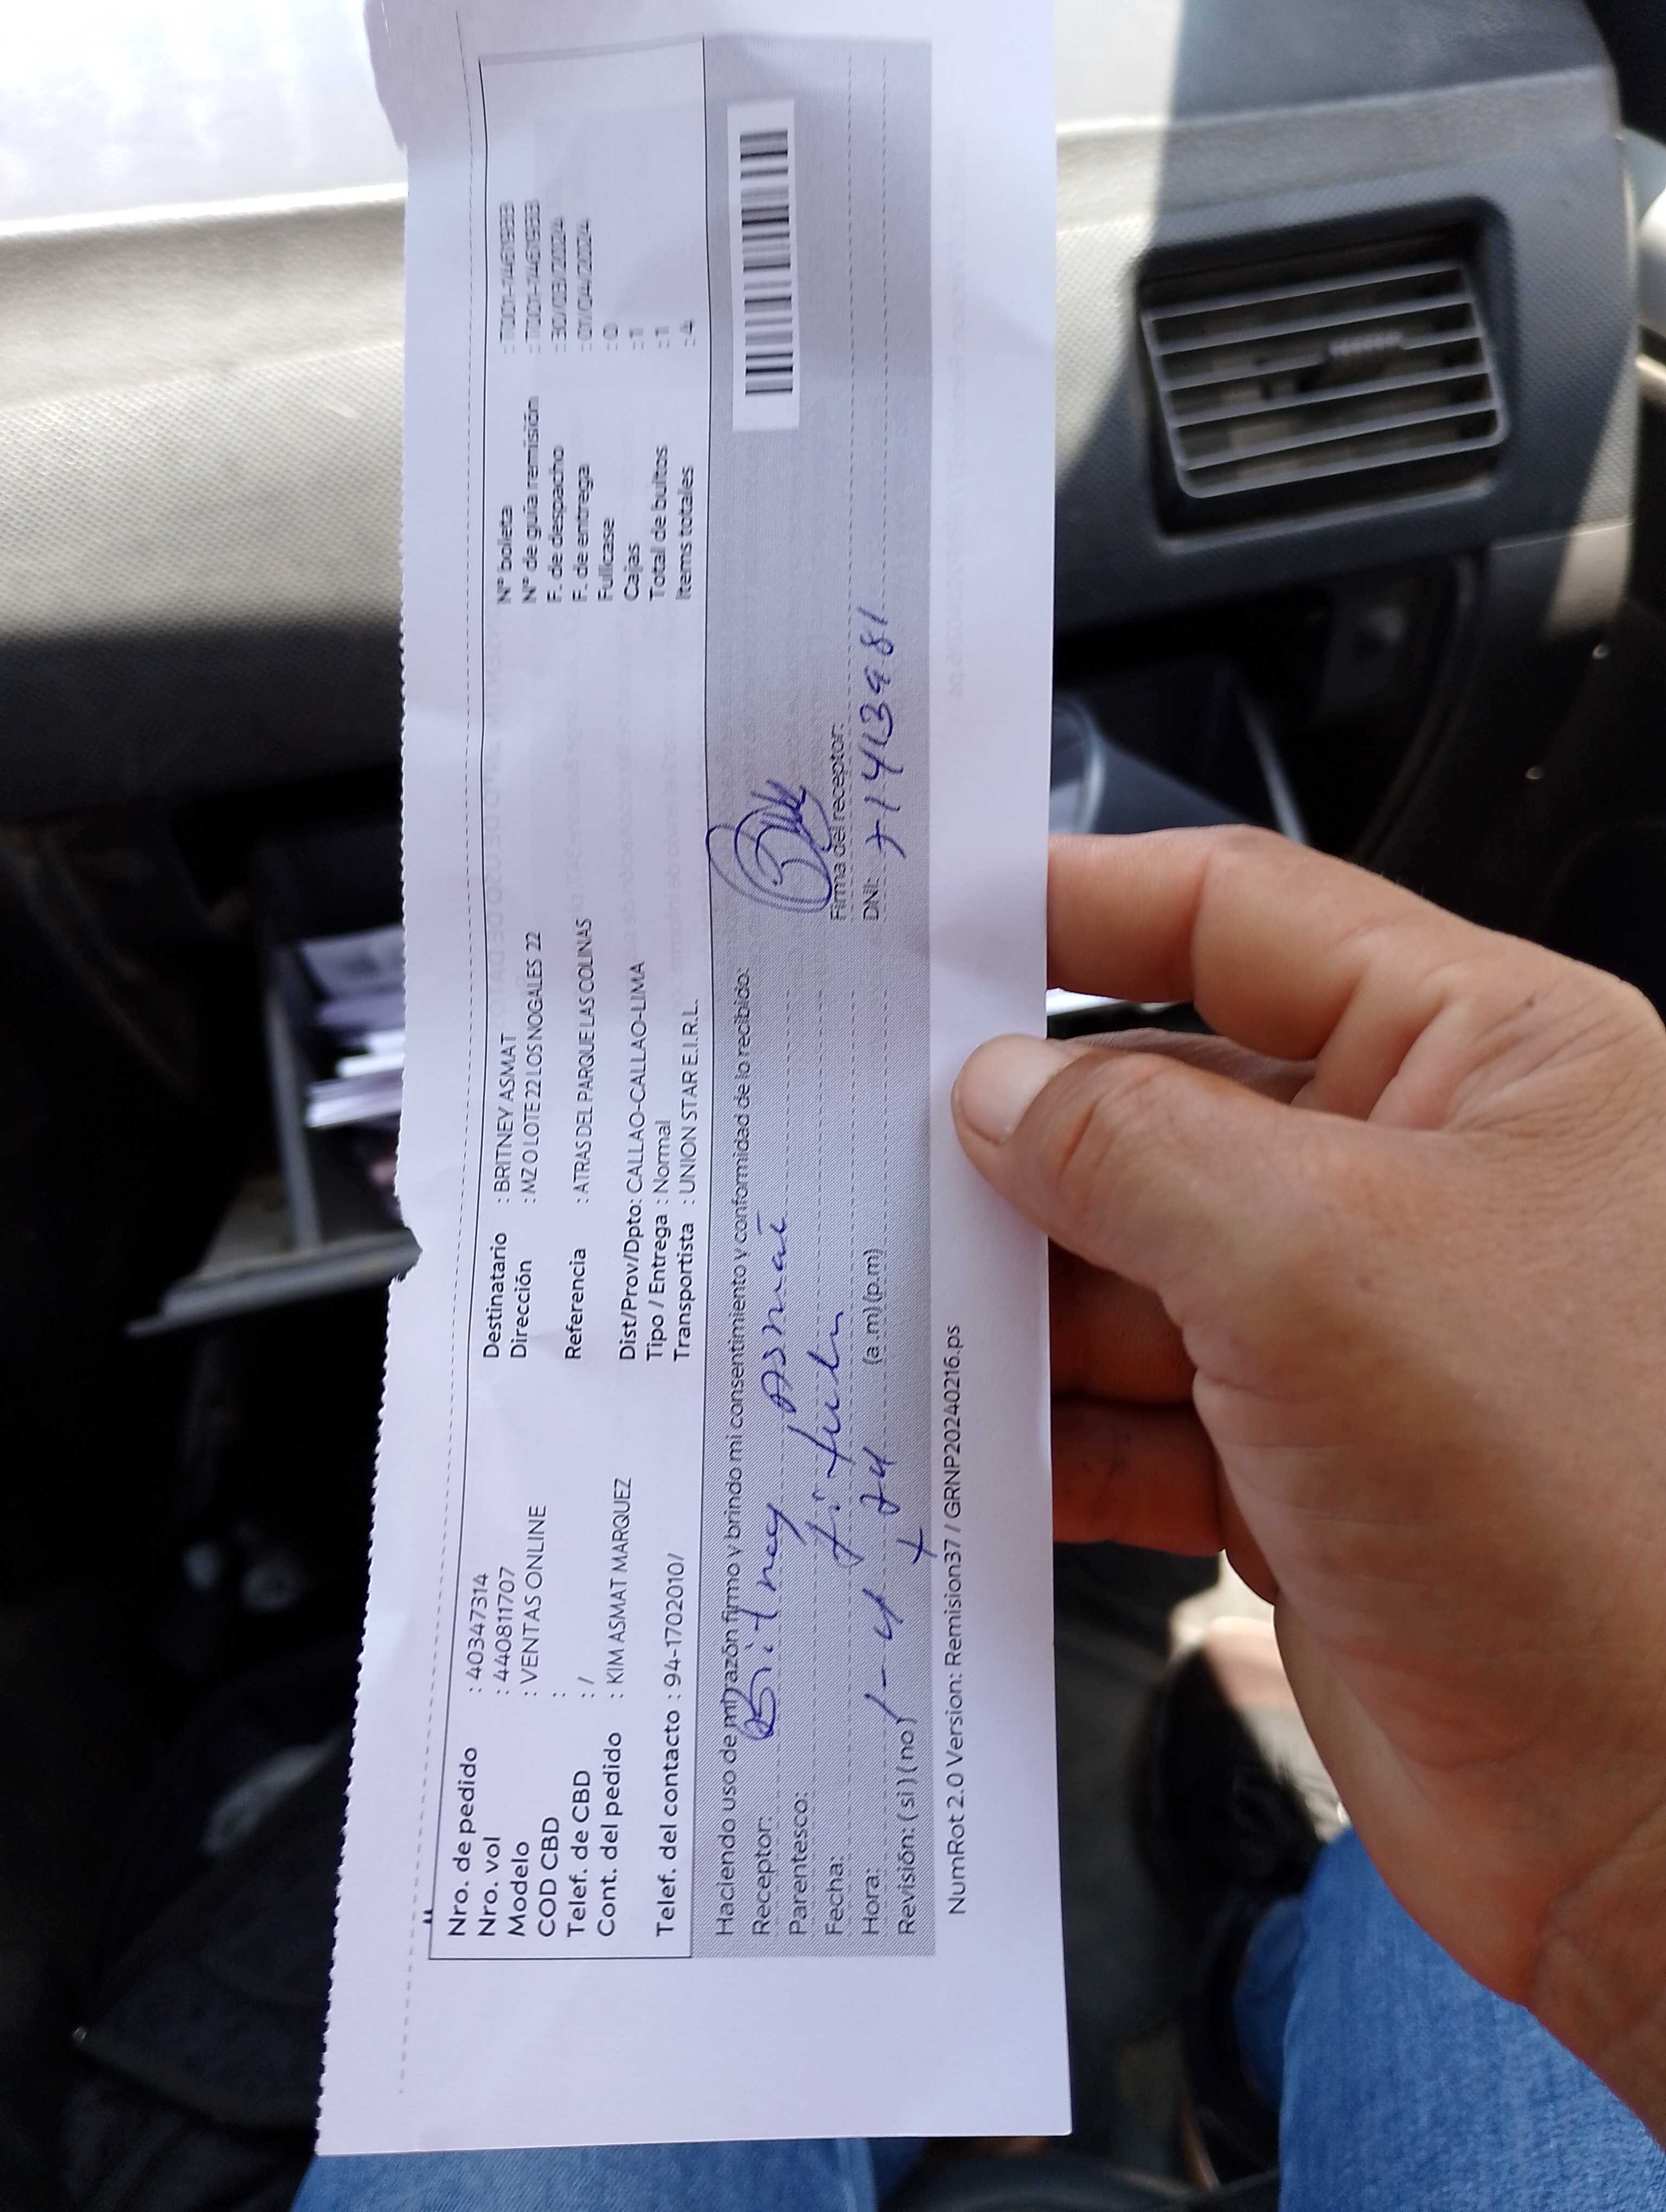 Nro. de pedido : 40347314
Nro. vol : 440811707
Modelo : VENTAS ONLINE
COD CBD :
Telef. de CBD : /
Cont. del pedido : KIM ASMAT MARQUEZ
Telef. del contacto : 94-1702010/
Destinatario : BRITNEY ASMAT
Dirección : MZ O LOTE 22 LOS NOGALES 22
Referencia : ATRAS DEL PARQUE LAS COLINAS
Dist/Prov/Dpto: CALLAO-CALLAO-LIMA
Tipo / Entrega : Normal
Transportista : UNION STAR E.I.R.L.
N° boleta
N° de guía remisión
F. de despacho : 30/03/2024
F. de entrega : 01/04/2024
Fullcase : 0
Cajas : 1
Total de bultos : 1
Items totales : 4
Haciendo uso de mi razón firmo y brindo mi consentimiento y conformidad de lo recibido:
Receptor: Britney Asmat
Parentesco:
Fecha: 1-4-24
Hora: (a.m)(p.m)
Revisión: (si)(no)
Firma del receptor:
DNI:
NumRot 2.0 Version: Remision37 / GRNP20240216.ps